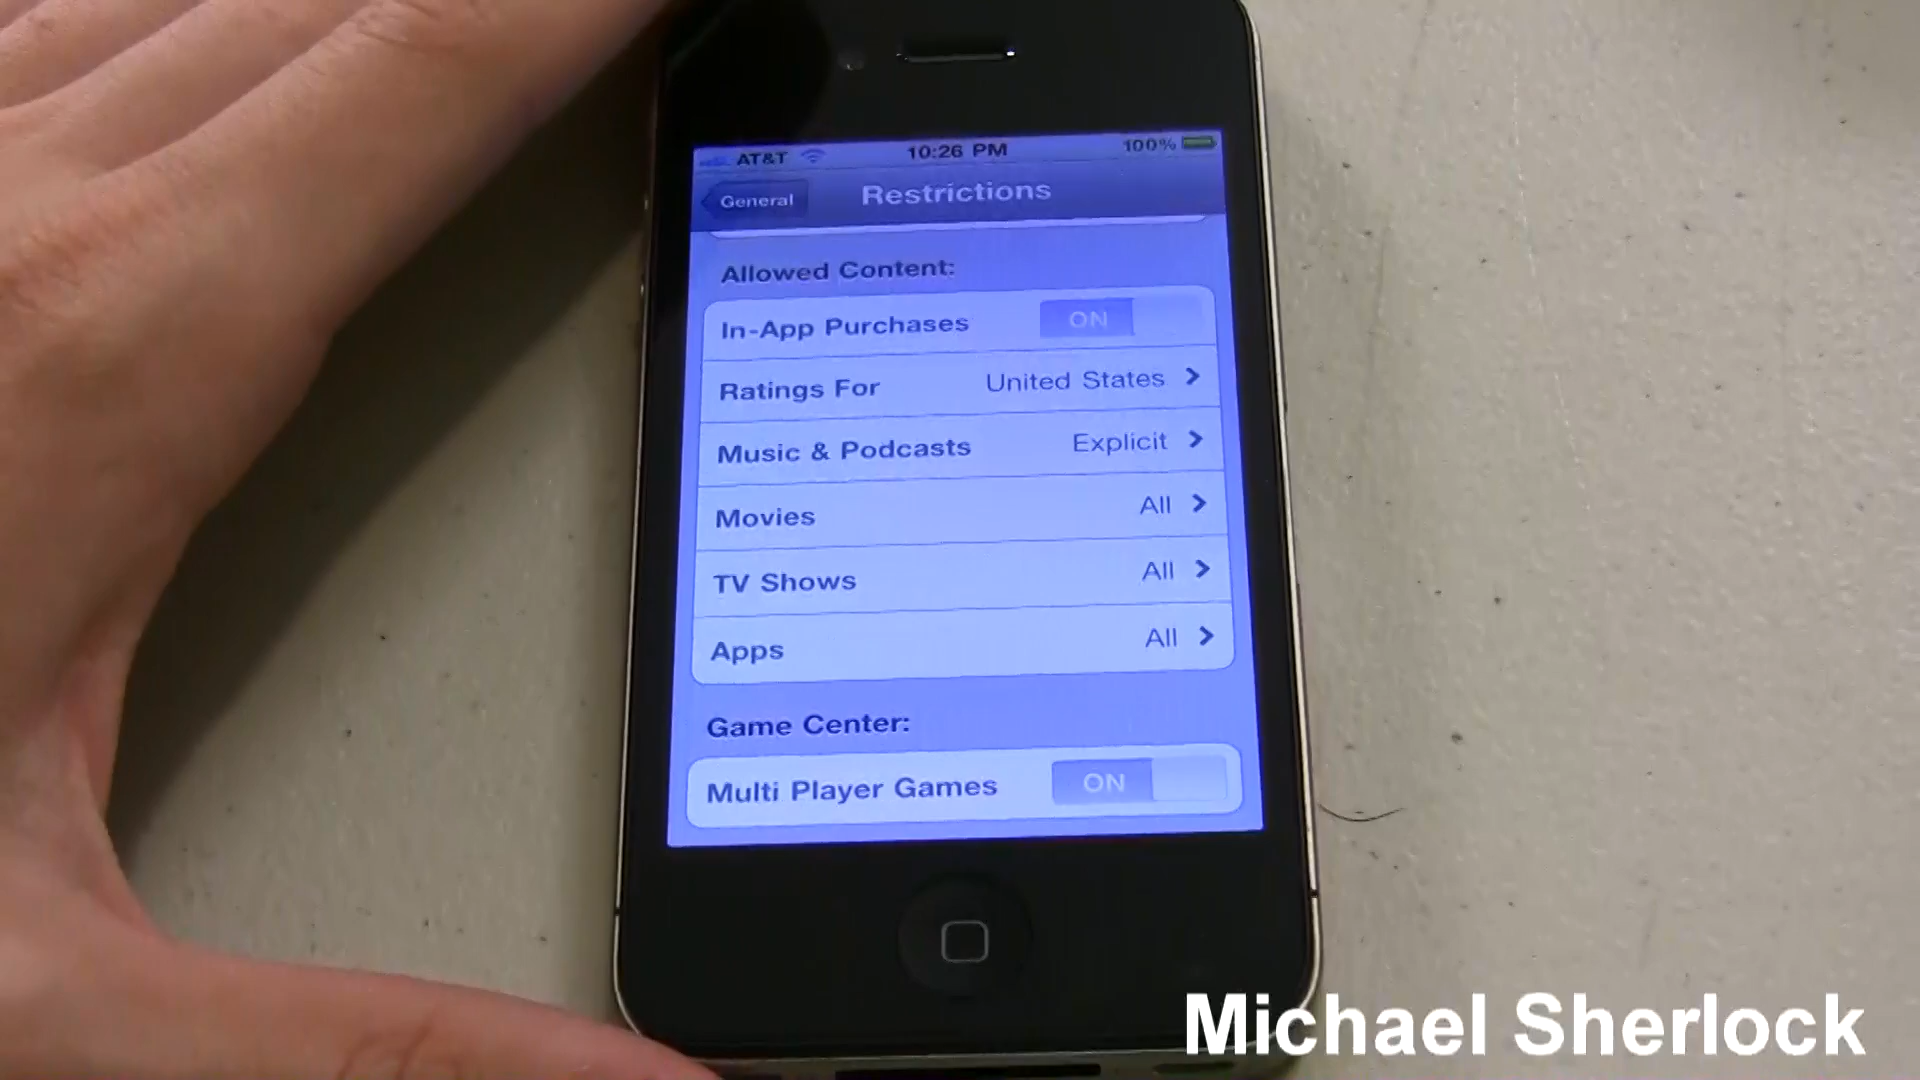 AT&T 10:26 PM 100%
General Restrictions
Allowed Content:
In-App Purchases ON
Ratings For United States
Music & Podcasts Explicit
Movies All
TV Shows All
Apps All
Game Center:
Multi Player Games ON
Michael Sherlock